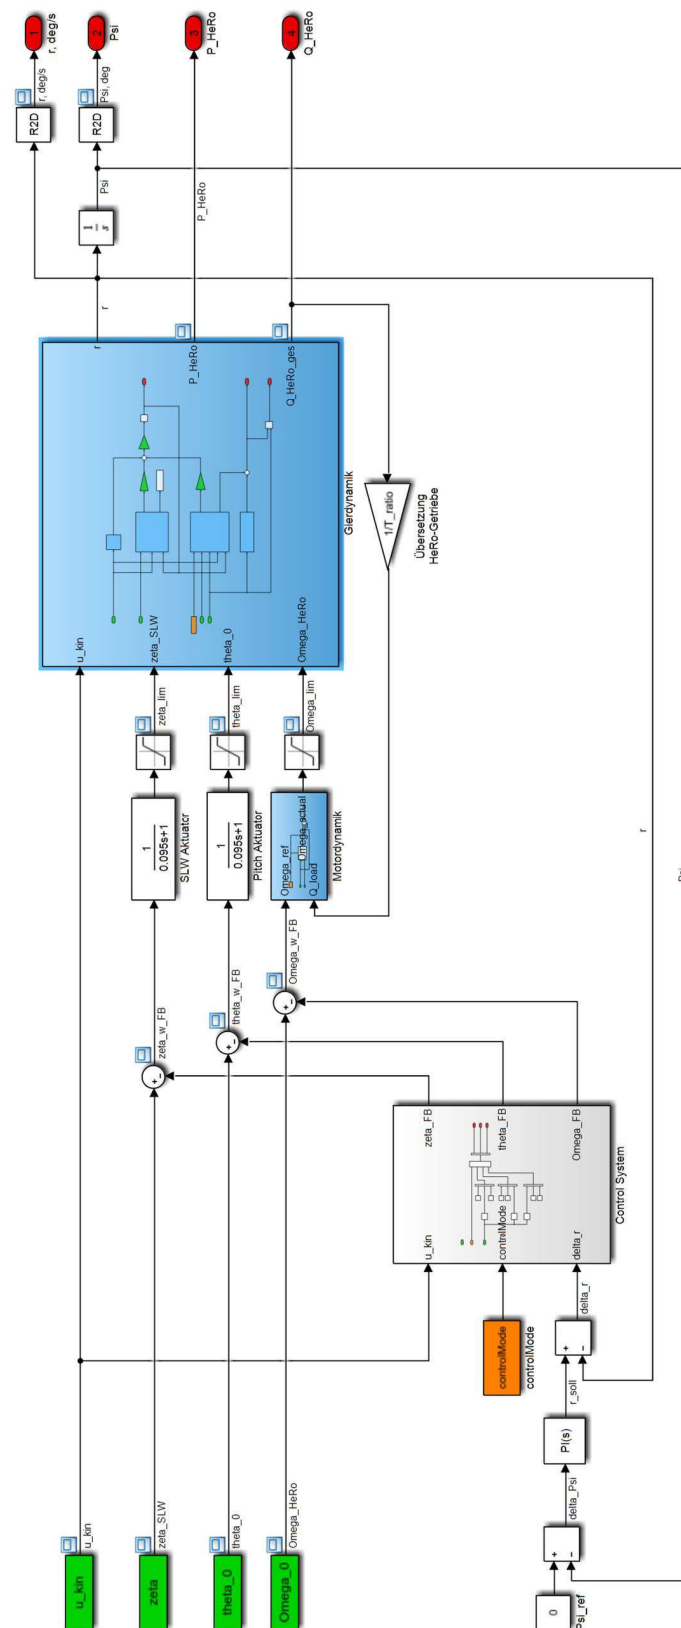 u_kin
u_kin
zeta
zeta_SLW
theta_0
theta_0
Omega_0
Omega_HeRo
0
Psi_ref
+
−
delta_Psi
PI(s)
r_soll
+
−
delta_r
controlMode
controlMode
u_kin
controlMode
delta_r
zeta_FB
theta_FB
Omega_FB
Control System
+
−
zeta_w_FB
+
−
theta_w_FB
+
−
Omega_w_FB
1
0.095s+1
SLW Aktuator
1
0.095s+1
Pitch Aktuator
Omega_ref
Omega_actual
Q_load
Motordynamik
zeta_lim
theta_lim
Omega_lim
u_kin
zeta_SLW
theta_0
Omega_HeRo
r
P_HeRo
Q_HeRo_ges
Gierdynamik
1/T_ratio
Übersetzung
HeRo-Getriebe
r
1
s
Psi
R2D
r, deg/s
1
r, deg/s
R2D
Psi, deg
2
Psi
P_HeRo
3
P_HeRo
4
Q_HeRo
r